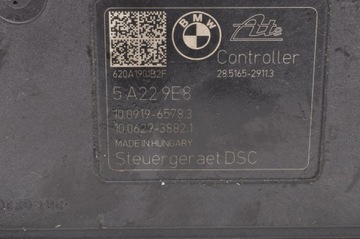 BMW
Ate
Controller
28.5165-2911.3
5 A22 9E8
10.0919-6578.3
10.0627-3882.1
MADE IN HUNGARY
Steuergeraet DSC